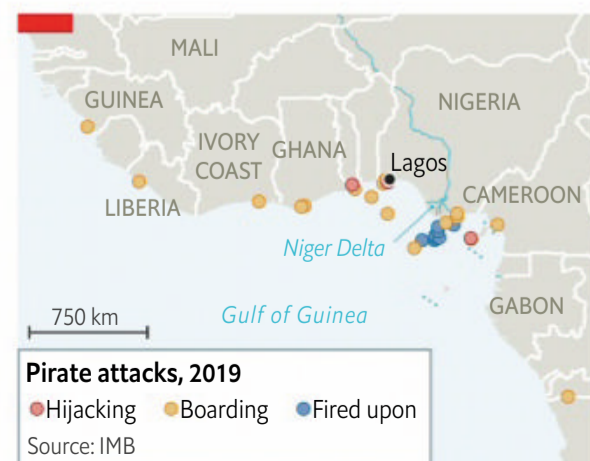 MALI
GUINEA
NIGERIA
IVORY
COAST
GHANA
Lagos
LIBERIA
CAMEROON
Niger Delta
750 km
Gulf of Guinea
GABON
Pirate attacks, 2019
Hijacking Boarding Fired upon
Source: IMB